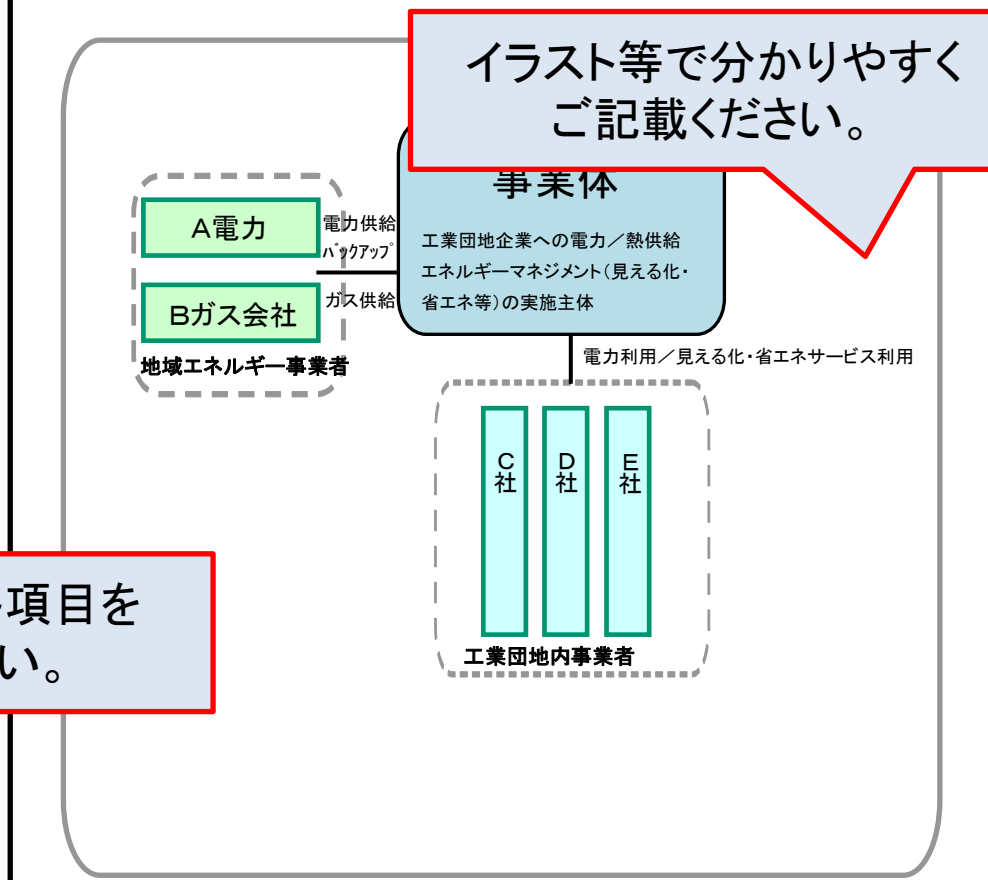 イラスト等で分かりやすく
ご記載ください。
事業体
A電力
電力供給
バックアップ
工業団地企業への電力／熱供給
エネルギーマネジメント（見える化・
省エネ等）の実施主体
Bガス会社
ガス供給
地域エネルギー事業者
電力利用／見える化・省エネサービス利用
C社
D社
E社
項目を
い。
工業団地内事業者